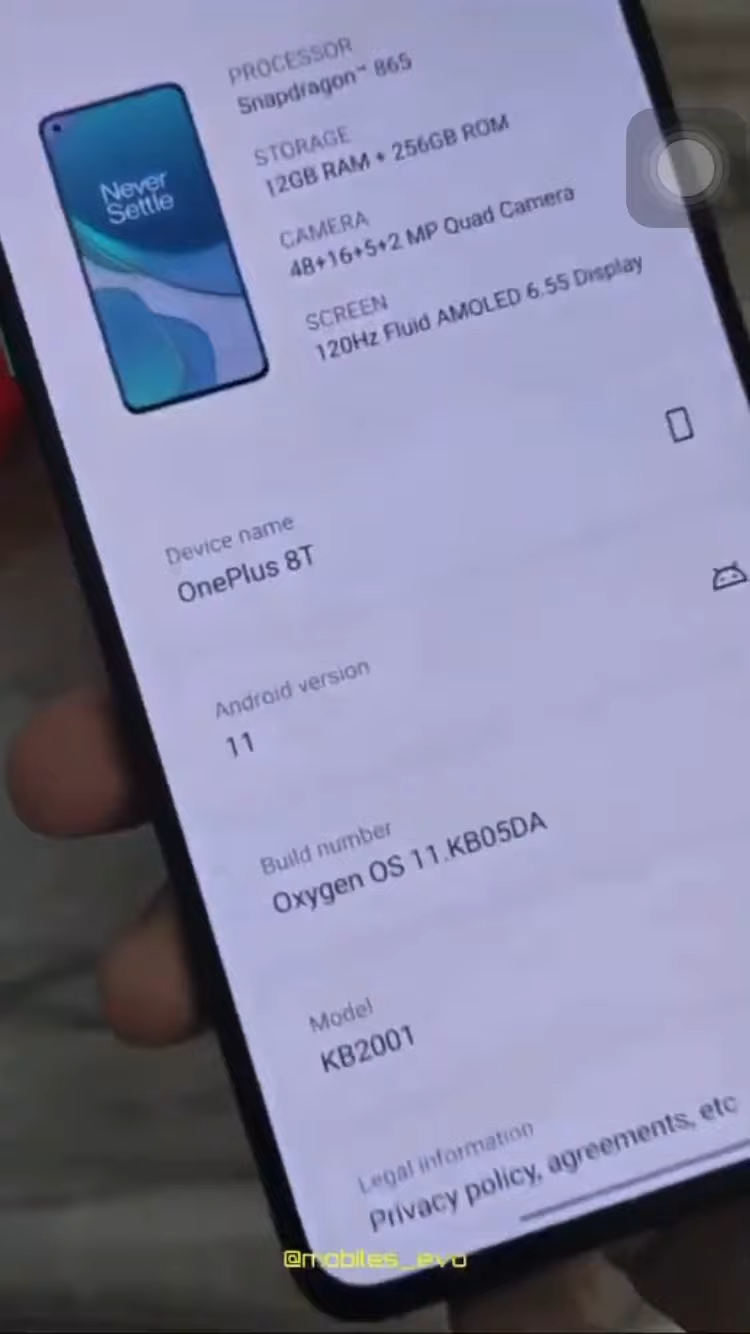 PROCESSOR
Snapdragon™ 865
STORAGE
12GB RAM + 256GB ROM
CAMERA
48+16+5+2 MP Quad Camera
SCREEN
120Hz Fluid AMOLED 6.55 Display
Never
Settle
Device name
OnePlus 8T
Android version
11
Build number
Oxygen OS 11.KB05DA
Model
KB2001
Legal information
Privacy policy, agreements, etc
@mobiles_evo